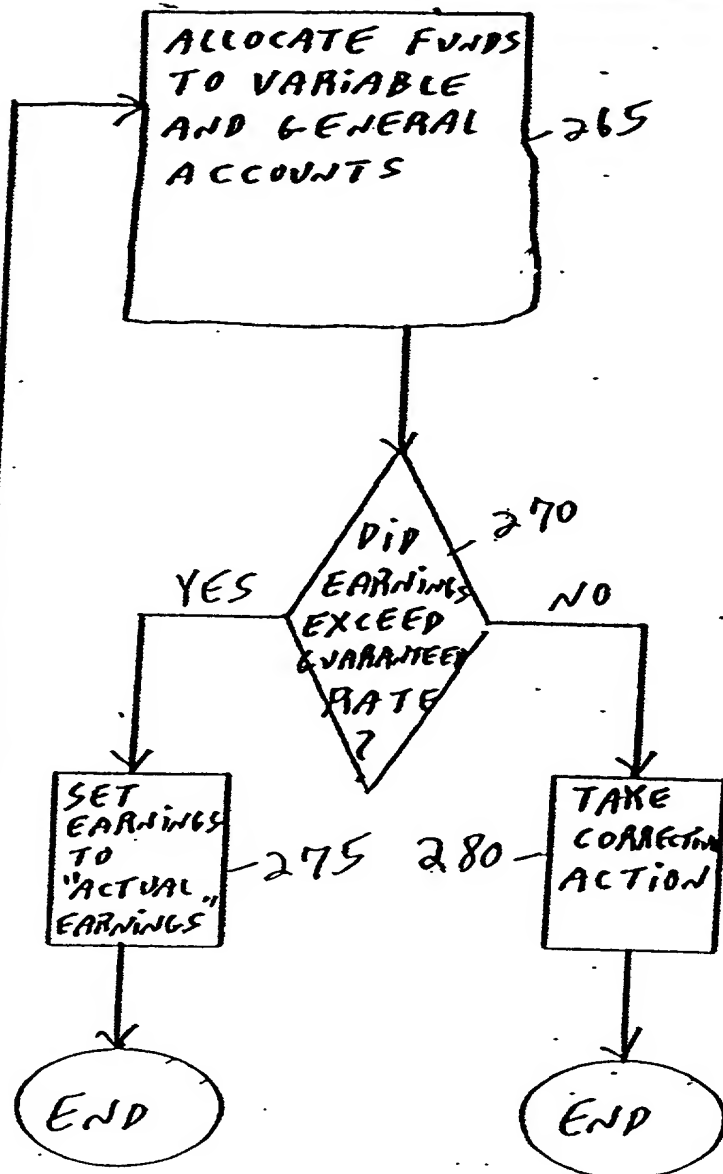 ALLOCATE FUNDS
TO VARIABLE
AND GENERAL
ACCOUNTS
265
DID
EARNINGS
EXCEED
GUARANTEED
RATE
?
270
YES
NO
SET
EARNINGS
TO
"ACTUAL"
EARNINGS
275
280
TAKE
CORRECTIVE
ACTION
END
END